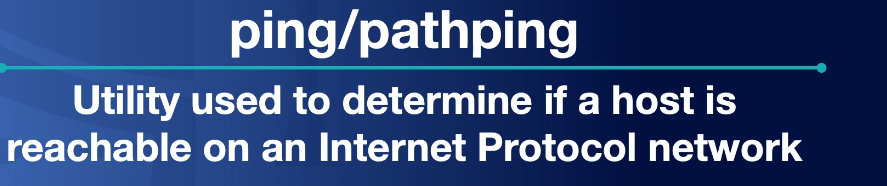 ping/pathping
Utility used to determine if a host is
reachable on an Internet Protocol network